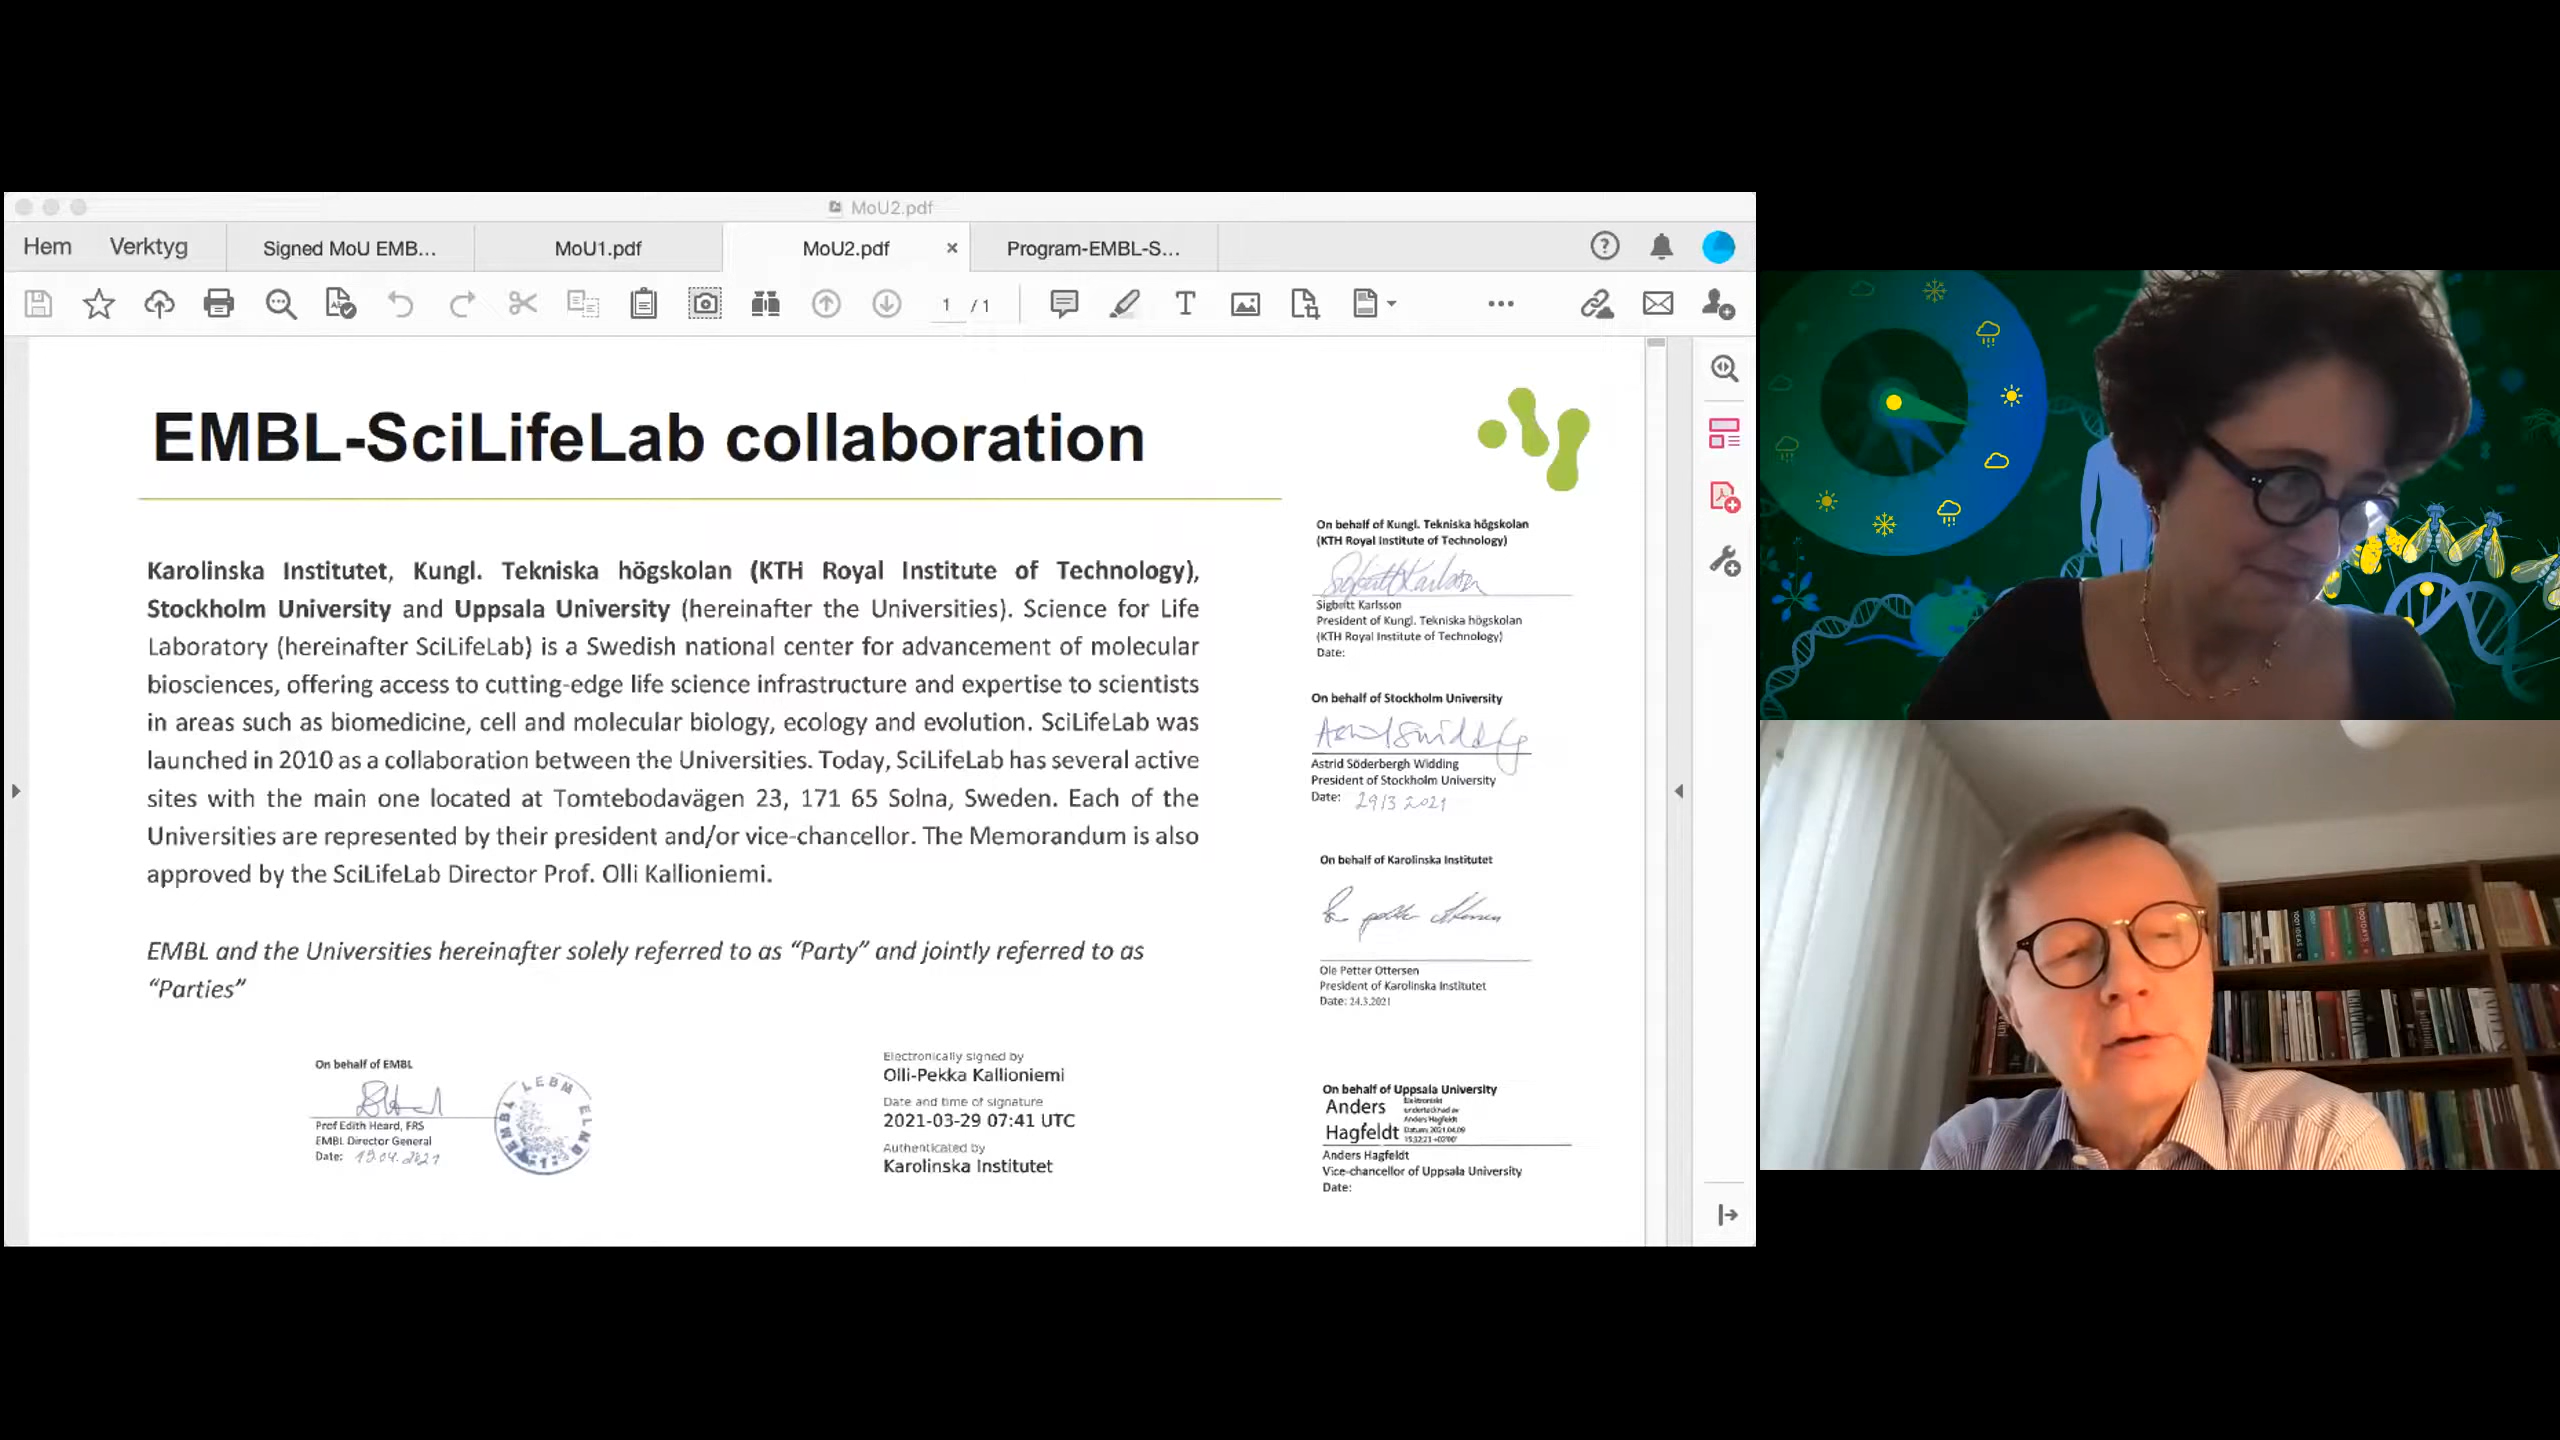 MoU2.pdf
Hem Verktyg Signed MoU EMB... MoU1.pdf MoU2.pdf Program-EMBL-S...
1 / 1
EMBL-SciLifeLab collaboration
Karolinska Institutet, Kungl. Tekniska högskolan (KTH Royal Institute of Technology),
Stockholm University and Uppsala University (hereinafter the Universities). Science for Life
Laboratory (hereinafter SciLifeLab) is a Swedish national center for advancement of molecular
biosciences, offering access to cutting-edge life science infrastructure and expertise to scientists
in areas such as biomedicine, cell and molecular biology, ecology and evolution. SciLifeLab was
launched in 2010 as a collaboration between the Universities. Today, SciLifeLab has several active
sites with the main one located at Tomtebodavägen 23, 171 65 Solna, Sweden. Each of the
Universities are represented by their president and/or vice-chancellor. The Memorandum is also
approved by the SciLifeLab Director Prof. Olli Kallioniemi.
EMBL and the Universities hereinafter solely referred to as “Party” and jointly referred to as
“Parties”
On behalf of EMBL
Prof Edith Heard, FRS
EMBL Director General
Date: 19.04.2021
Electronically signed by
Olli-Pekka Kallioniemi
Date and time of signature
2021-03-29 07:41 UTC
Authenticated by
Karolinska Institutet
On behalf of Kungl. Tekniska högskolan
(KTH Royal Institute of Technology)
Sigbritt Karlsson
President of Kungl. Tekniska högskolan
(KTH Royal Institute of Technology)
Date:
On behalf of Stockholm University
Astrid Söderbergh Widding
President of Stockholm University
Date: 29/3 2021
On behalf of Karolinska Institutet
Ole Petter Ottersen
President of Karolinska Institutet
Date: 24.3.2021
On behalf of Uppsala University
Anders
Hagfeldt
Anders Hagfeldt
Vice-chancellor of Uppsala University
Date: